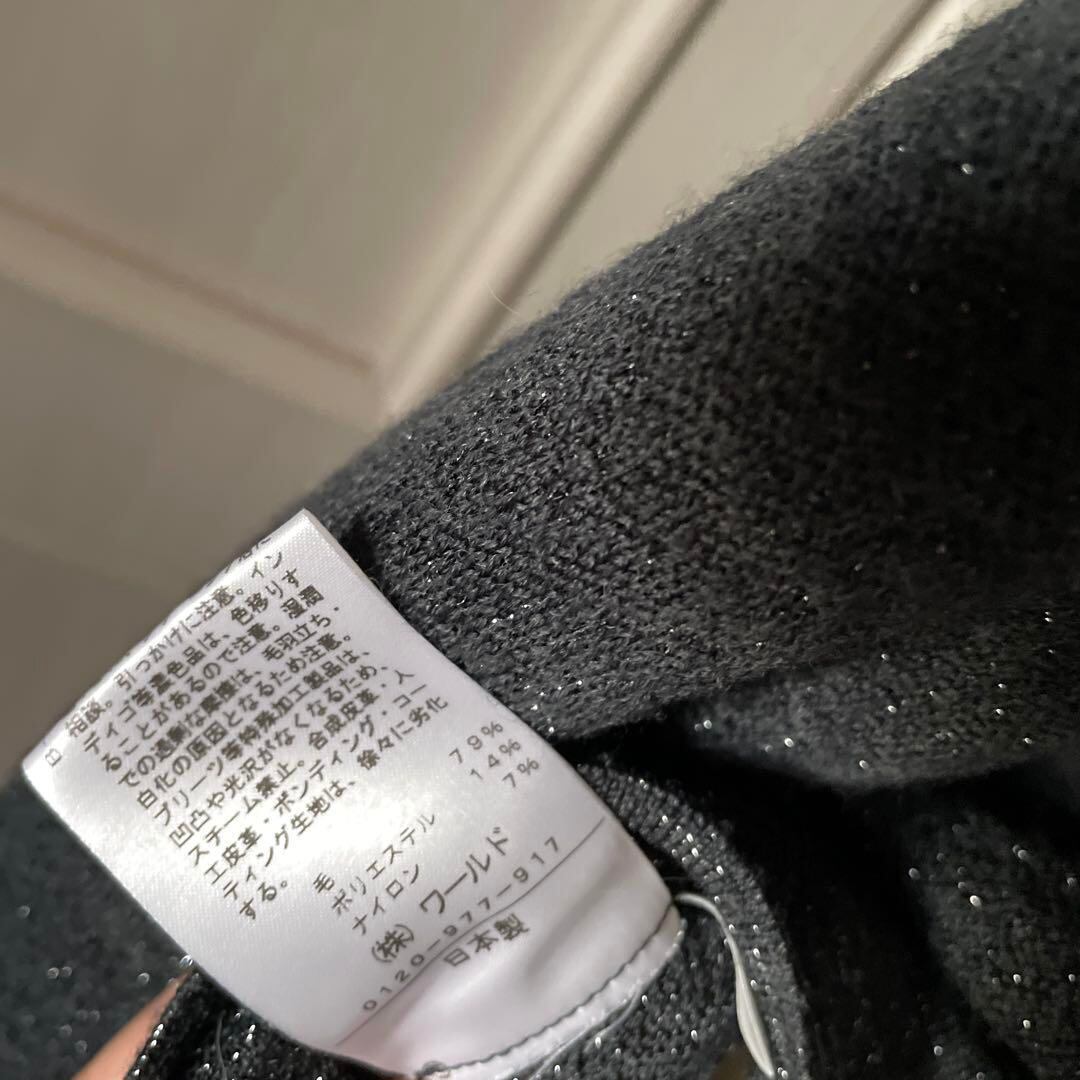 相談。引っかけに注意。イン
ディゴ等濃色品は、色移りす
ることがあるので注意。湿潤
での過剰な摩擦は、毛羽立ち・
白化の原因となるため注意。
プリーツ等特殊加工製品は、
凹凸や光沢がなくなるため、
スチーム禁止。合成皮革・人
工皮革・ボンディング・コー
ティング生地は、徐々に劣化
する。
毛 79%
ポリエステル 14%
ナイロン 7%
(株) ワールド
0120-977-917
日本製